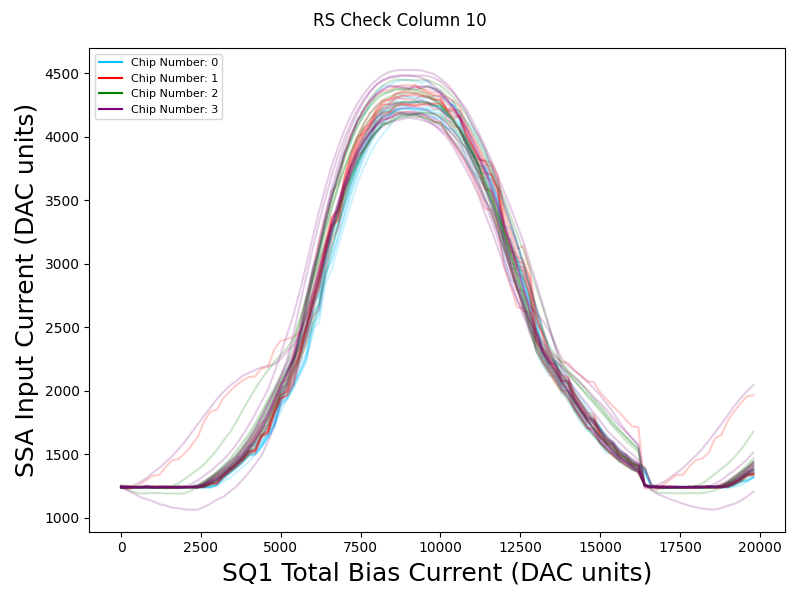 RS Check Column 10
Chip Number: 0
Chip Number: 1
Chip Number: 2
Chip Number: 3
SSA Input Current (DAC units)
4500
4000
3500
3000
2500
2000
1500
1000
0 2500 5000 7500 10000 12500 15000 17500 20000
SQ1 Total Bias Current (DAC units)